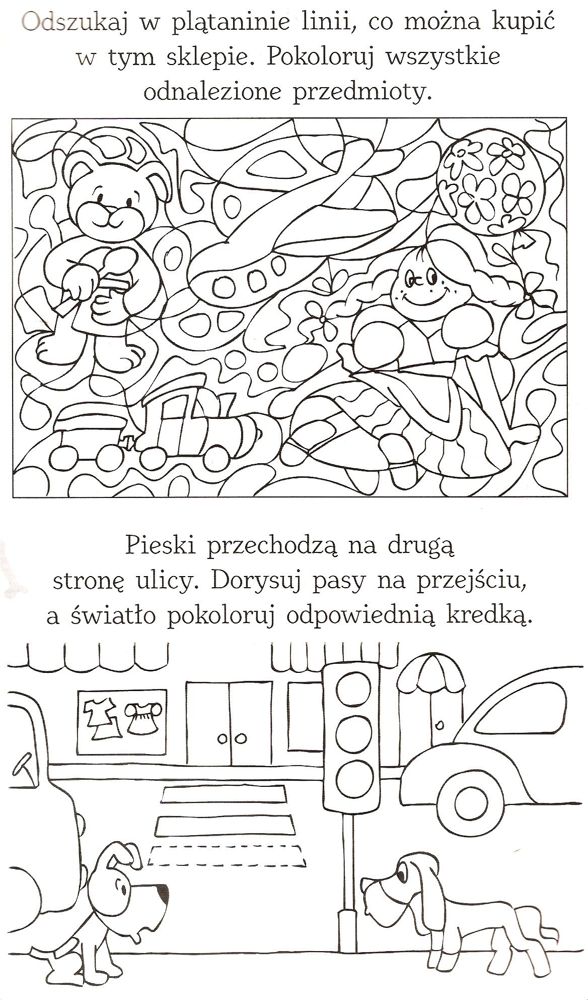 Odszukaj w plątaninie linii, co można kupić
w tym sklepie. Pokoloruj wszystkie
odnalezione przedmioty.
Pieski przechodzą na drugą
stronę ulicy. Dorysuj pasy na przejściu,
a światło pokoloruj odpowiednią kredką.